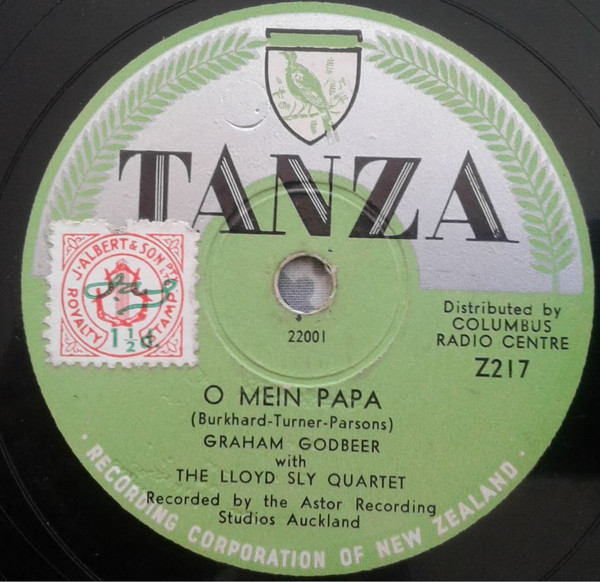 TANZA
J. ALBERT & SON PTY LTD
ROYALTY STAMP
1½d.
22001
Distributed by
COLUMBUS
RADIO CENTRE
Z217
O MEIN PAPA
(Burkhard-Turner-Parsons)
GRAHAM GODBEER
with
THE LLOYD SLY QUARTET
Recorded by the Astor Recording
Studios Auckland
· RECORDING CORPORATION OF NEW ZEALAND ·